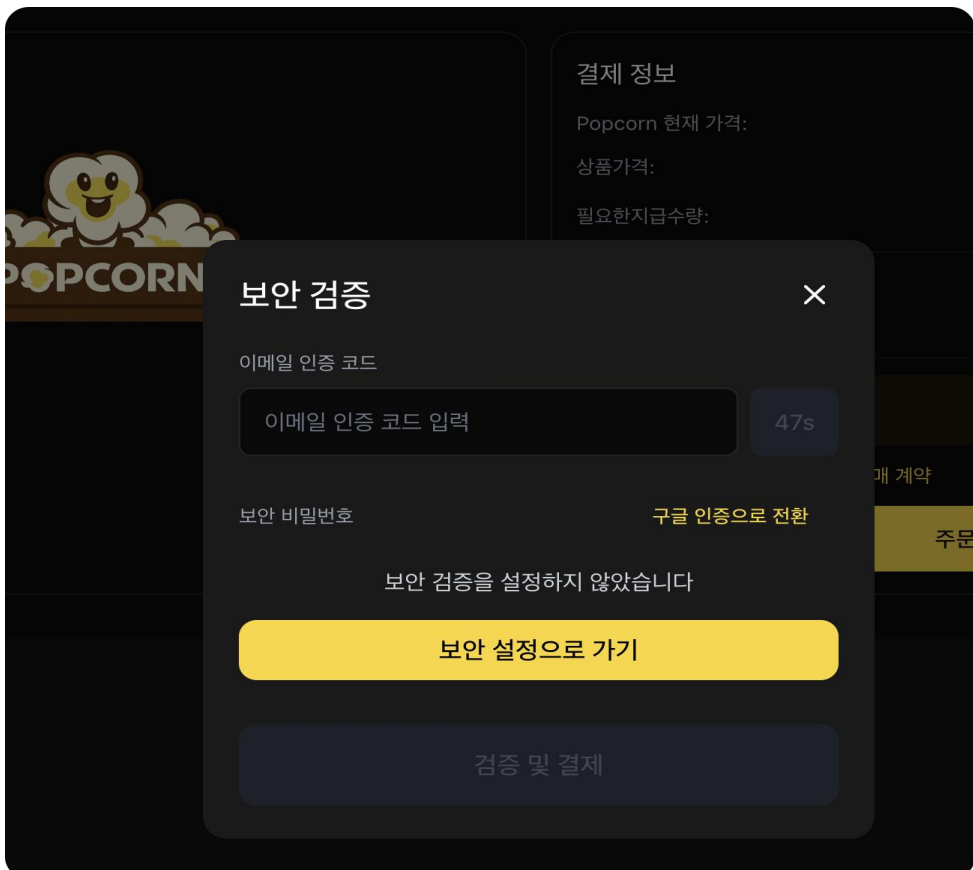 결제 정보
Popcorn 현재 가격:
상품가격:
필요한지급수량:
POPCORN
보안 검증
이메일 인증 코드
이메일 인증 코드 입력
47s
매 계약
보안 비밀번호
구글 인증으로 전환
주문
보안 검증을 설정하지 않았습니다
보안 설정으로 가기
검증 및 결제